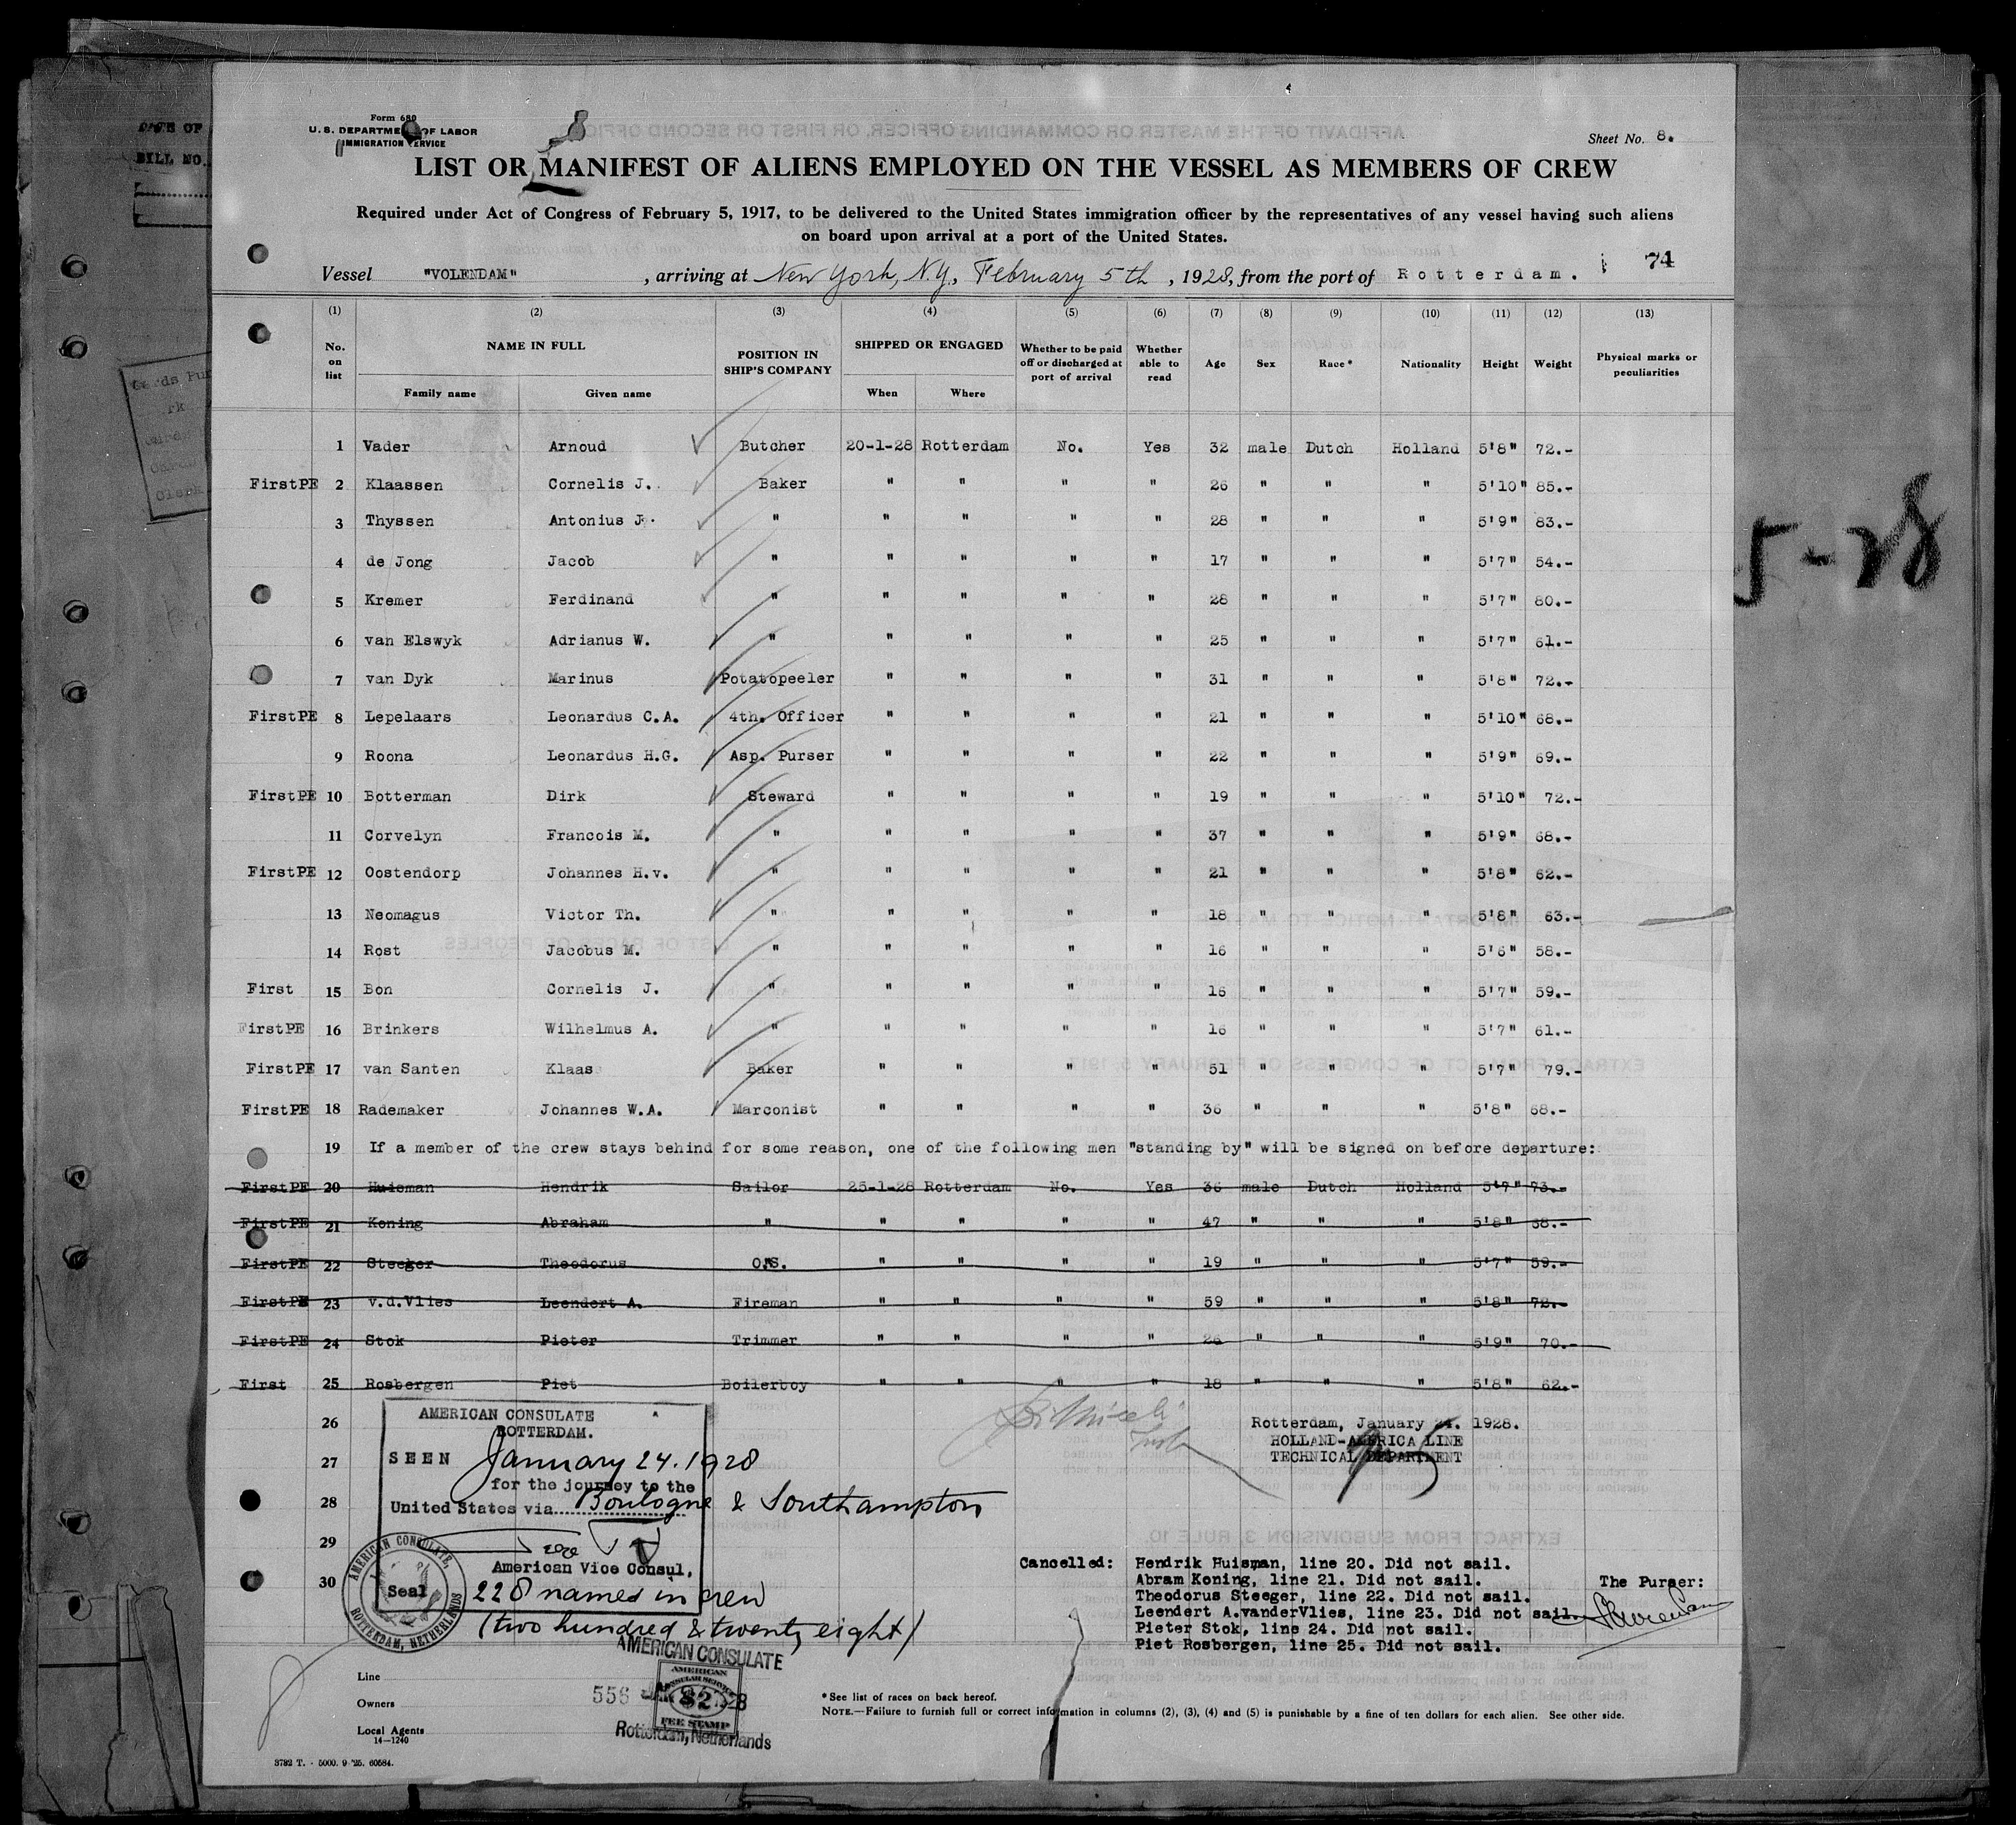 DATE OF
BILL NO.
Form 680
U. S. DEPARTMENT OF LABOR
IMMIGRATION SERVICE
8
Sheet No. 8.
LIST OR MANIFEST OF ALIENS EMPLOYED ON THE VESSEL AS MEMBERS OF CREW
Required under Act of Congress of February 5, 1917, to be delivered to the United States immigration officer by the representatives of any vessel having such aliens
on board upon arrival at a port of the United States.
74
Vessel "VOLENDAM" , arriving at New York, N.Y., February 5th , 1928, from the port of Rotterdam.
(1) (2) (3) (4) (5) (6) (7) (8) (9) (10) (11) (12) (13)
No. on list NAME IN FULL Family name Given name POSITION IN SHIP'S COMPANY SHIPPED OR ENGAGED When Where Whether to be paid off or discharged at port of arrival Whether able to read Age Sex Race* Nationality Height Weight Physical marks or peculiarities
1 Vader Arnoud Butcher 20-1-28 Rotterdam No. Yes 32 male Dutch Holland 5'8" 72.-
FirstPE 2 Klaassen Cornelis J. Baker " " " " 26 " " " 5'10" 85.-
3 Thyssen Antonius J. " " " " " 28 " " " 5'9" 83.-
4 de Jong Jacob " " " " " 17 " " " 5'7" 54.-
5 Kremer Ferdinand " " " " " 28 " " " 5'7" 80.-
6 van Elswyk Adrianus W. " " " " " 25 " " " 5'7" 61.-
7 van Dyk Marinus Potatopeeler " " " " 31 " " " 5'8" 72.-
FirstPE 8 Lepelaars Leonardus C.A. 4th. Officer " " " " 21 " " " 5'10" 68.-
9 Roona Leonardus H.G. Asp. Purser " " " " 22 " " " 5'9" 69.-
FirstPE 10 Botterman Dirk Steward " " " " 19 " " " 5'10" 72.-
11 Corvelyn Francois M. " " " " " 37 " " " 5'9" 68.-
FirstPE 12 Oostendorp Johannes H.v. " " " " " 21 " " " 5'8" 62.-
13 Neomagus Victor Th. " " " " " 18 " " " 5'8" 63.-
14 Rost Jacobus M. " " " " " 16 " " " 5'6" 58.-
First 15 Bon Cornelis J. " " " " " 16 " " " 5'7" 59.-
FirstPE 16 Brinkers Wilhelmus A. " " " " " 16 " " " 5'7" 61.-
FirstPE 17 van Santen Klaas Baker " " " " 51 " " " 5'7" 79.-
FirstPE 18 Rademaker Johannes W.A. Marconist " " " " 36 " " " 5'8" 68.-
19 If a member of the crew stays behind for some reason, one of the following men "standing by" will be signed on before departure:
FirstPE 20 Huisman Hendrik Sailor 25-1-28 Rotterdam No. Yes 36 male Dutch Holland 5'7" 73.-
FirstPE 21 Koning Abraham " " " " " 47 " " " 5'8" 68.-
FirstPE 22 Steeger Theodorus O.S. " " " " 19 " " " 5'7" 59.-
FirstPE 23 v.d.Vlies Leendert A. Fireman " " " " 59 " " " 5'8" 72.-
FirstPE 24 Stok Pieter Trimmer " " " " 26 " " " 5'9" 70.-
First 25 Rosbergen Piet Boilerboy " " " " 18 " " " 5'8" 62.-
26
27
28
29
30
AMERICAN CONSULATE
ROTTERDAM.
SEEN January 24. 1928
for the journey to the
United States via Boulogne & Southampton
American Vice Consul.
Seal
AMERICAN CONSULATE, ROTTERDAM, NETHERLANDS
228 names in crew
(two hundred & twenty eight)
Rotterdam, January 24. 1928.
HOLLAND-AMERICA LINE
TECHNICAL DEPARTMENT
Cancelled: Hendrik Huisman, line 20. Did not sail.
Abram Koning, line 21. Did not sail.
Theodorus Steeger, line 22. Did not sail.
Leendert A.vanderVlies, line 23. Did not sail.
Pieter Stok, line 24. Did not sail.
Piet Rosbergen, line 25. Did not sail.
The Purser:
AMERICAN CONSULATE
AMERICAN
CONSULAR SERVICE
$2
FEE STAMP
556
Rotterdam, Netherlands
Line
Owners
Local Agents
14-1240
* See list of races on back hereof.
NOTE.—Failure to furnish full or correct information in columns (2), (3), (4) and (5) is punishable by a fine of ten dollars for each alien. See other side.
3782 T. - 5000. 9-'25. 60584.
5-28